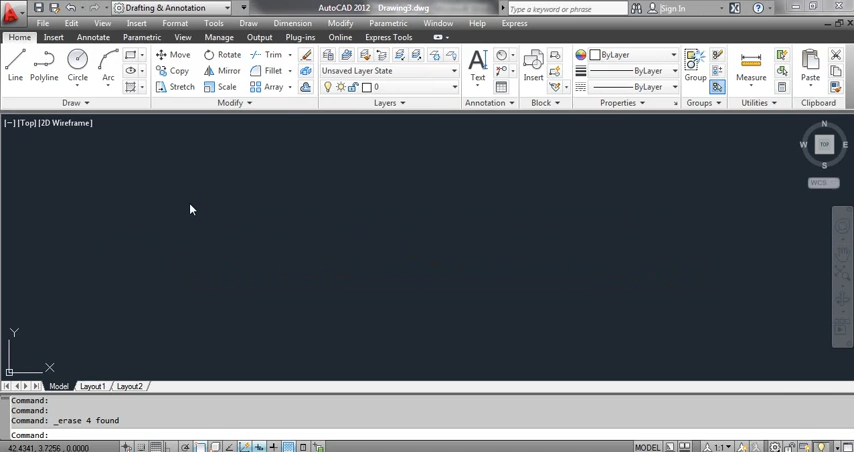 Drafting & Annotation
AutoCAD 2012 Drawing3.dwg
Type a keyword or phrase
Sign In
File Edit View Insert Format Tools Draw Dimension Modify Parametric Window Help Express
Home Insert Annotate Parametric View Manage Output Plug-ins Online Express Tools
Line Polyline Circle Arc
Move Rotate Trim
Copy Mirror Fillet
Stretch Scale Array
Unsaved Layer State
0
Text
Insert
ByLayer
ByLayer
ByLayer
Group
Measure
Paste
Draw Modify Layers Annotation Block Properties Groups Utilities Clipboard
[−] [Top] [2D Wireframe]
N
W TOP E
S
WCS
Y
X
Model Layout1 Layout2
Command:
Command:
Command: _erase 4 found
Command:
42.4341, 3.7256, 0.0000
MODEL
1:1